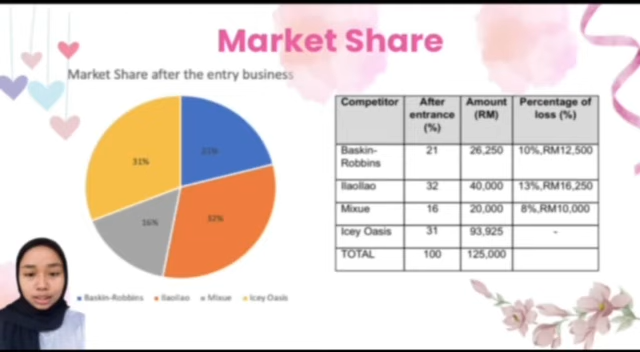 Market Share
Market Share after the entry business
21%
32%
16%
31%
Baskin-Robbins llaollao Mixue Icey Oasis
Competitor After entrance (%) Amount (RM) Percentage of loss (%)
Baskin-Robbins 21 26,250 10%,RM12,500
llaollao 32 40,000 13%,RM16,250
Mixue 16 20,000 8%,RM10,000
Icey Oasis 31 93,925 -
TOTAL 100 125,000